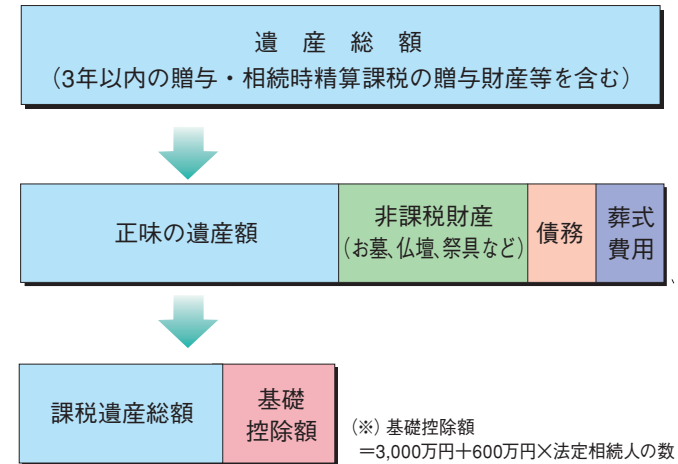 遺産総額
(3年以内の贈与・相続時精算課税の贈与財産等を含む)
正味の遺産額
非課税財産
(お墓、仏壇、祭具など)
債務
葬式
費用
課税遺産総額
基礎
控除額
(※) 基礎控除額
=3,000万円+600万円×法定相続人の数